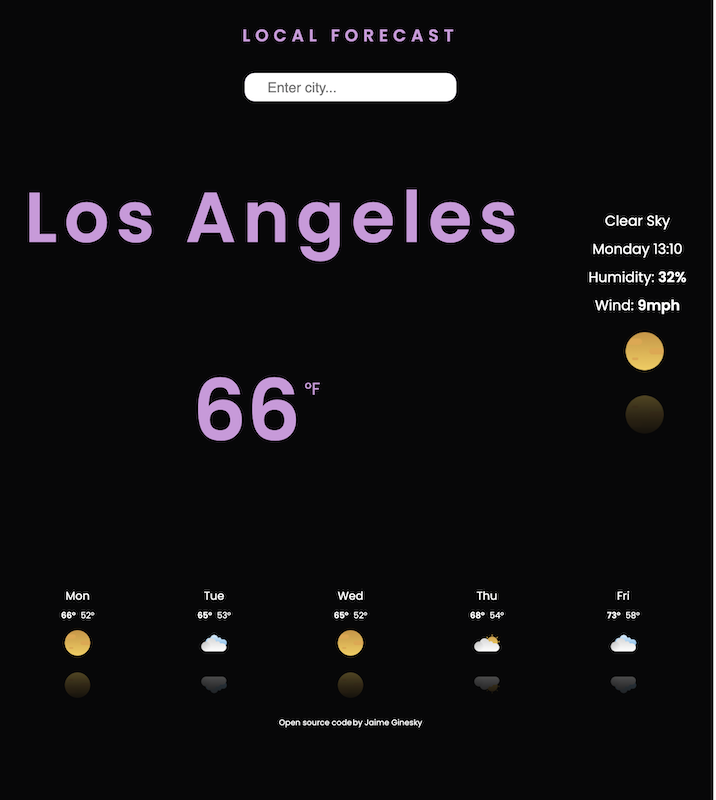 LOCAL FORECAST
Enter city...
Los Angeles
Clear Sky
Monday 13:10
Humidity: 32%
Wind: 9mph
66 °F
Mon
66° 52°
Tue
65° 53°
Wed
65° 52°
Thu
68° 54°
Fri
73° 58°
Open source code by Jaime Ginesky